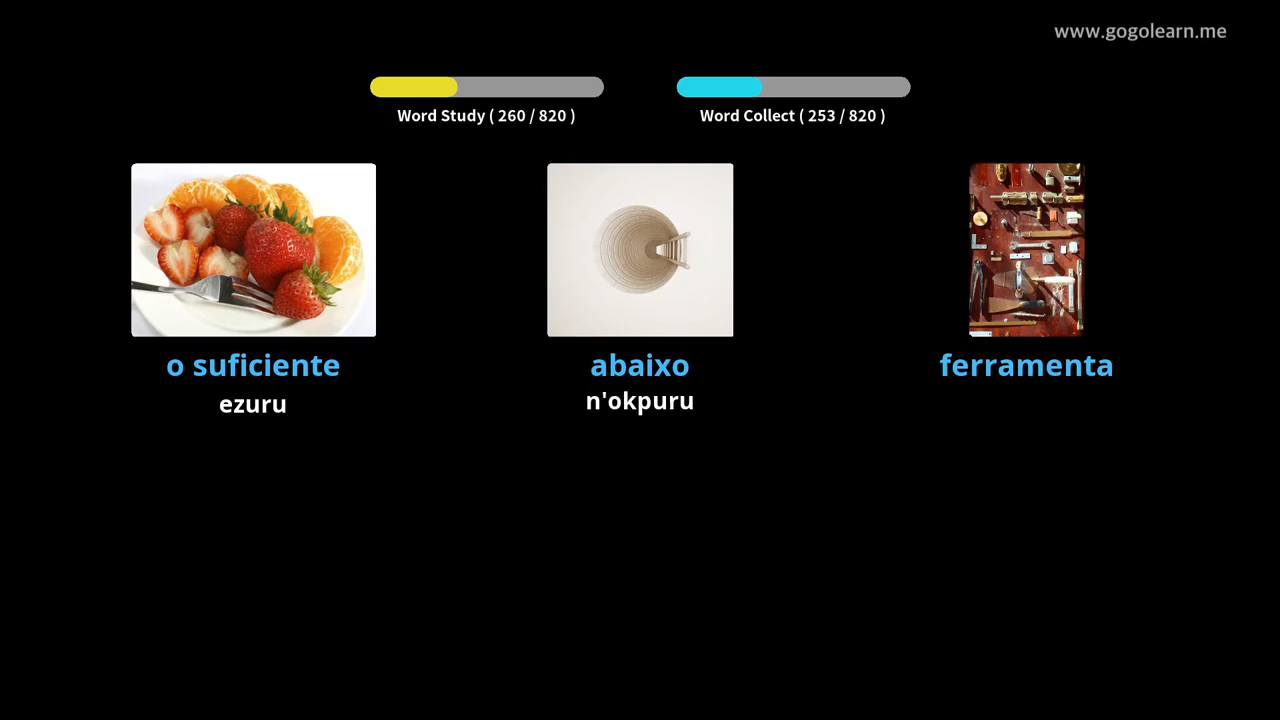 www.gogolearn.me
Word Study ( 260 / 820 )
Word Collect ( 253 / 820 )
o suficiente
abaixo
ferramenta
ezuru
n'okpuru